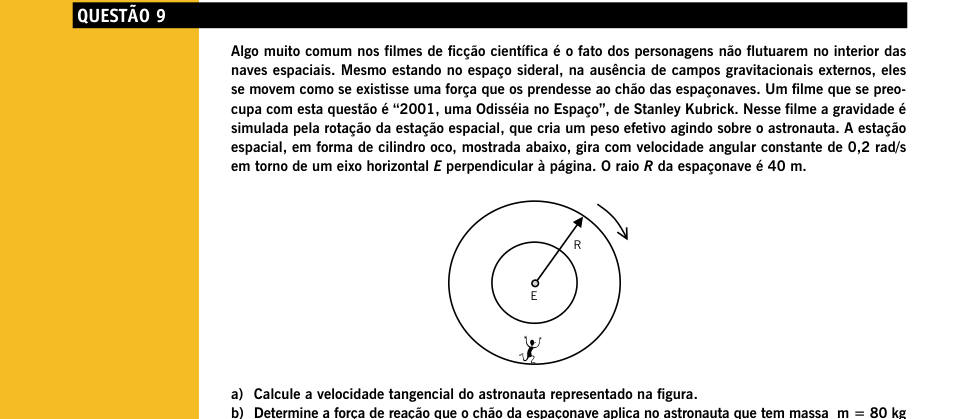 QUESTÃO 9
Algo muito comum nos filmes de ficção científica é o fato dos personagens não flutuarem no interior das
naves espaciais. Mesmo estando no espaço sideral, na ausência de campos gravitacionais externos, eles
se movem como se existisse uma força que os prendesse ao chão das espaçonaves. Um filme que se preo-
cupa com esta questão é “2001, uma Odisséia no Espaço”, de Stanley Kubrick. Nesse filme a gravidade é
simulada pela rotação da estação espacial, que cria um peso efetivo agindo sobre o astronauta. A estação
espacial, em forma de cilindro oco, mostrada abaixo, gira com velocidade angular constante de 0,2 rad/s
em torno de um eixo horizontal E perpendicular à página. O raio R da espaçonave é 40 m.
R
E
a) Calcule a velocidade tangencial do astronauta representado na figura.
b) Determine a força de reação que o chão da espaçonave aplica no astronauta que tem massa m = 80 kg